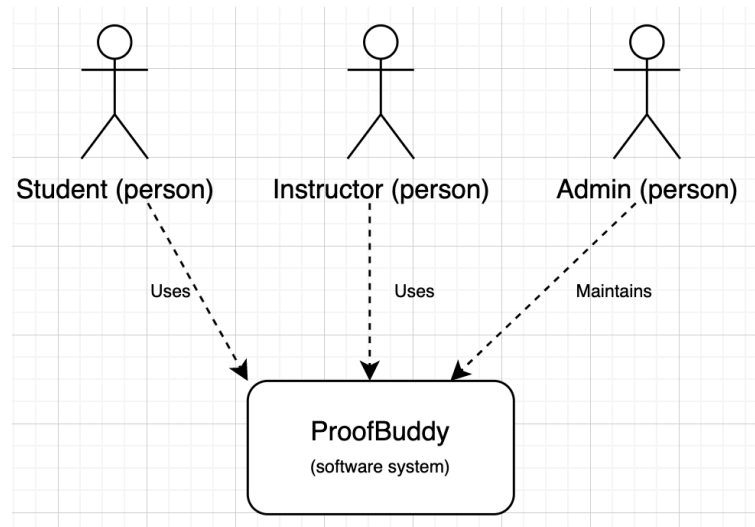 Student (person)
Instructor (person)
Admin (person)
Uses
Uses
Maintains
ProofBuddy
(software system)